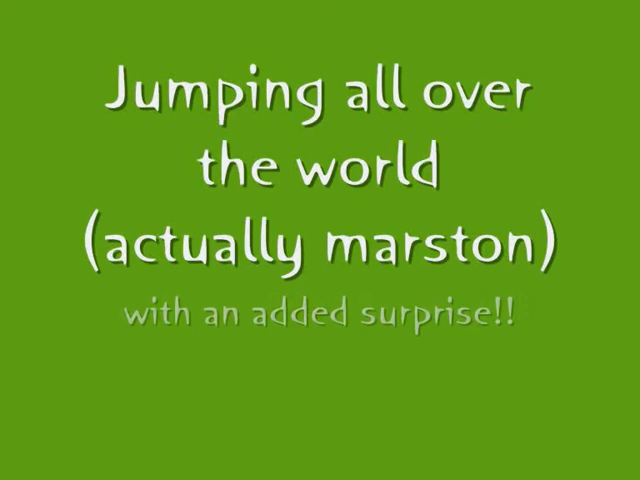 Jumping all over
the world
(actually marston)
with an added surprise!!